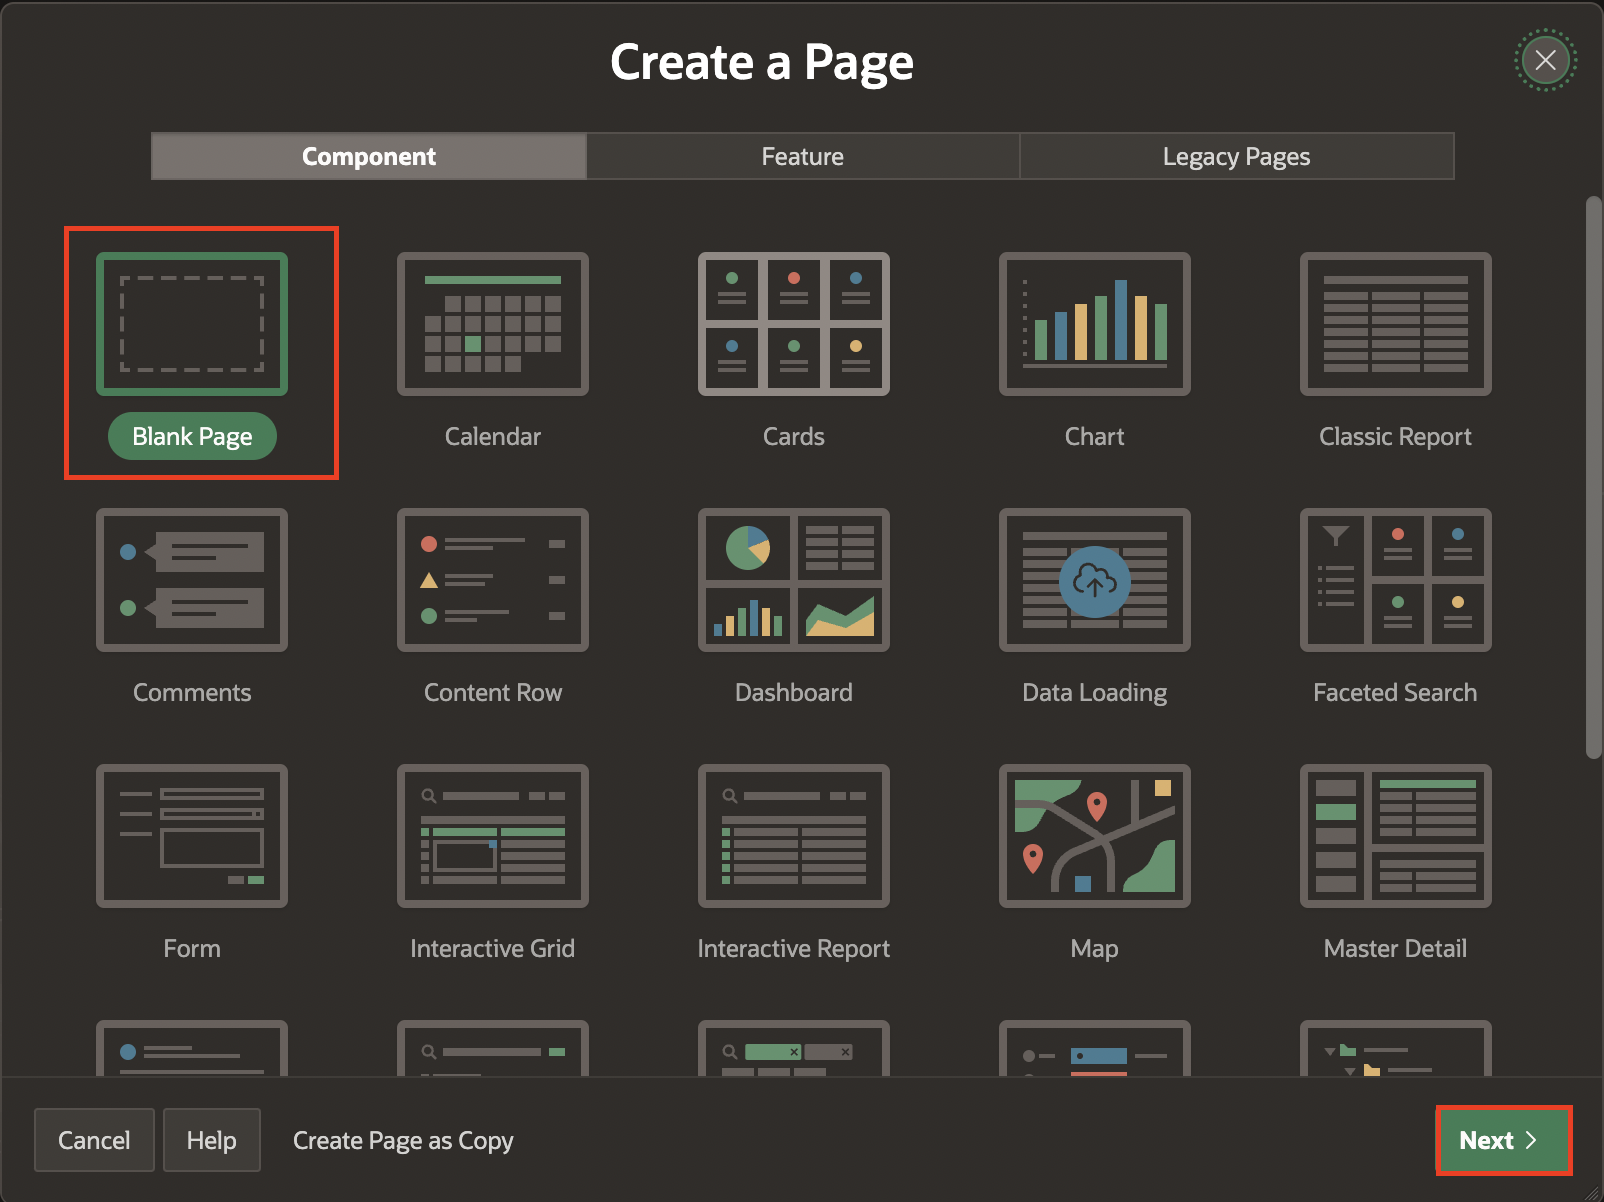 Create a Page
Component
Feature
Legacy Pages
Blank Page
Calendar
Cards
Chart
Classic Report
Comments
Content Row
Dashboard
Data Loading
Faceted Search
Form
Interactive Grid
Interactive Report
Map
Master Detail
Cancel
Help
Create Page as Copy
Next